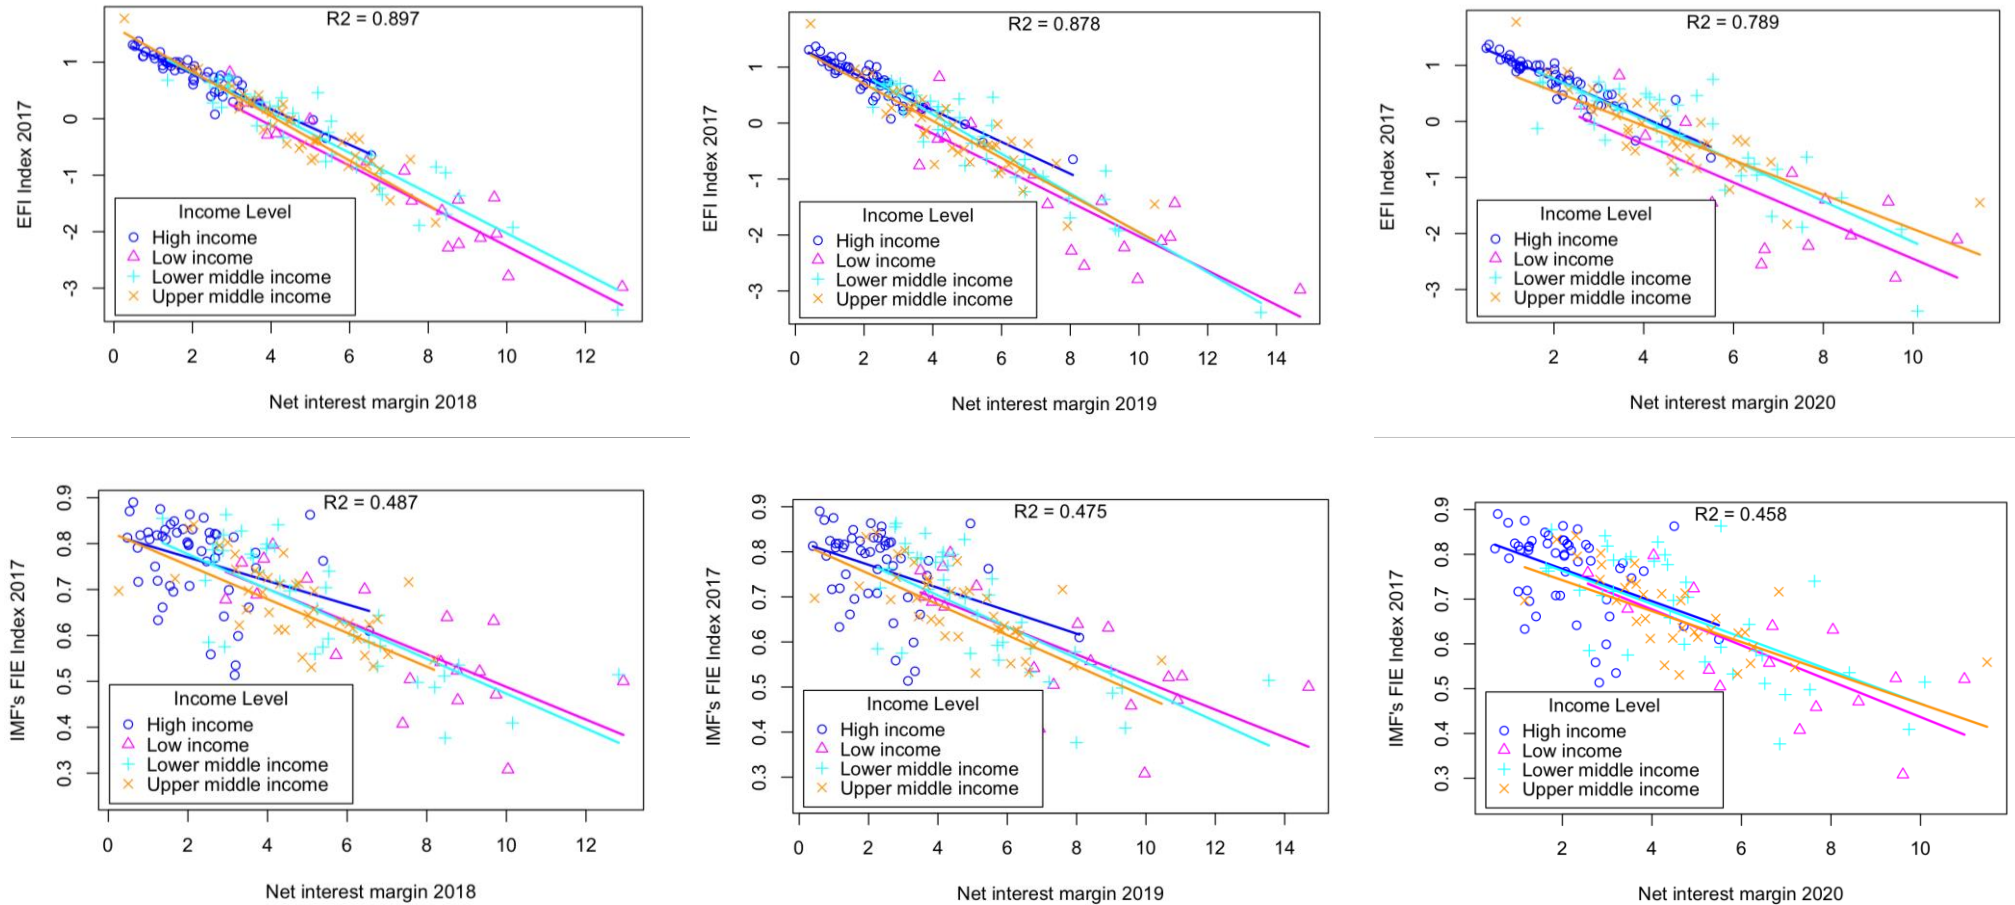 R2 = 0.897
EFI Index 2017
1
0
-1
-2
-3
Income Level
High income
Low income
Lower middle income
Upper middle income
0 2 4 6 8 10 12
Net interest margin 2018
R2 = 0.878
EFI Index 2017
1
0
-1
-2
-3
Income Level
High income
Low income
Lower middle income
Upper middle income
0 2 4 6 8 10 12 14
Net interest margin 2019
R2 = 0.789
EFI Index 2017
1
0
-1
-2
-3
Income Level
High income
Low income
Lower middle income
Upper middle income
2 4 6 8 10
Net interest margin 2020
R2 = 0.487
IMF's FIE Index 2017
0.9
0.8
0.7
0.6
0.5
0.4
0.3
Income Level
High income
Low income
Lower middle income
Upper middle income
0 2 4 6 8 10 12
Net interest margin 2018
R2 = 0.475
IMF's FIE Index 2017
0.9
0.8
0.7
0.6
0.5
0.4
0.3
Income Level
High income
Low income
Lower middle income
Upper middle income
0 2 4 6 8 10 12 14
Net interest margin 2019
R2 = 0.458
IMF's FIE Index 2017
0.9
0.8
0.7
0.6
0.5
0.4
0.3
Income Level
High income
Low income
Lower middle income
Upper middle income
2 4 6 8 10
Net interest margin 2020